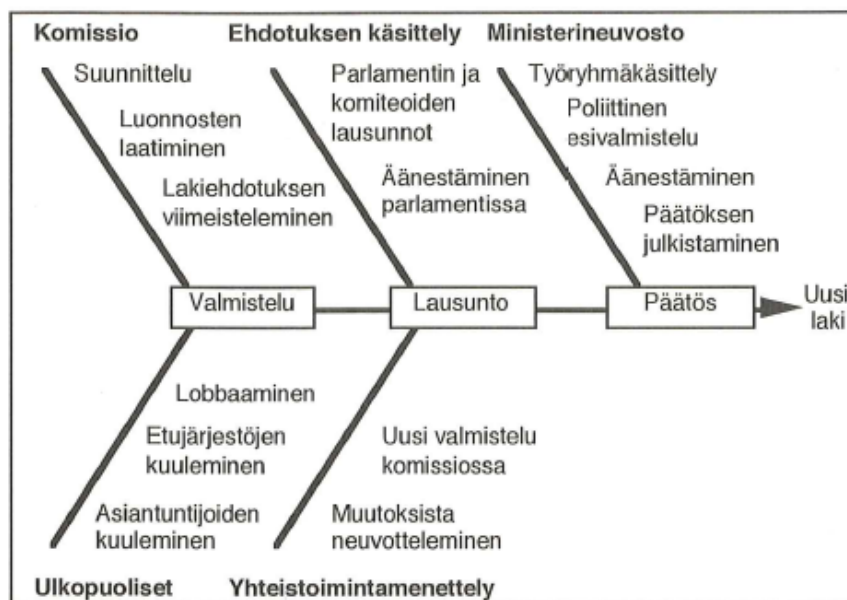 Komissio
Suunnittelu
Luonnosten
laatiminen
Lakiehdotuksen
viimeisteleminen
Ehdotuksen käsittely
Parlamentin ja
komiteoiden
lausunnot
Äänestäminen
parlamentissa
Ministerineuvosto
Työryhmäkäsittely
Poliittinen
esivalmistelu
Äänestäminen
Päätöksen
julkistaminen
Valmistelu
Lausunto
Päätös
Uusi
laki
Lobbaaminen
Etujärjestöjen
kuuleminen
Asiantuntijoiden
kuuleminen
Ulkopuoliset
Uusi valmistelu
komissiossa
Muutoksista
neuvotteleminen
Yhteistoimintamenettely